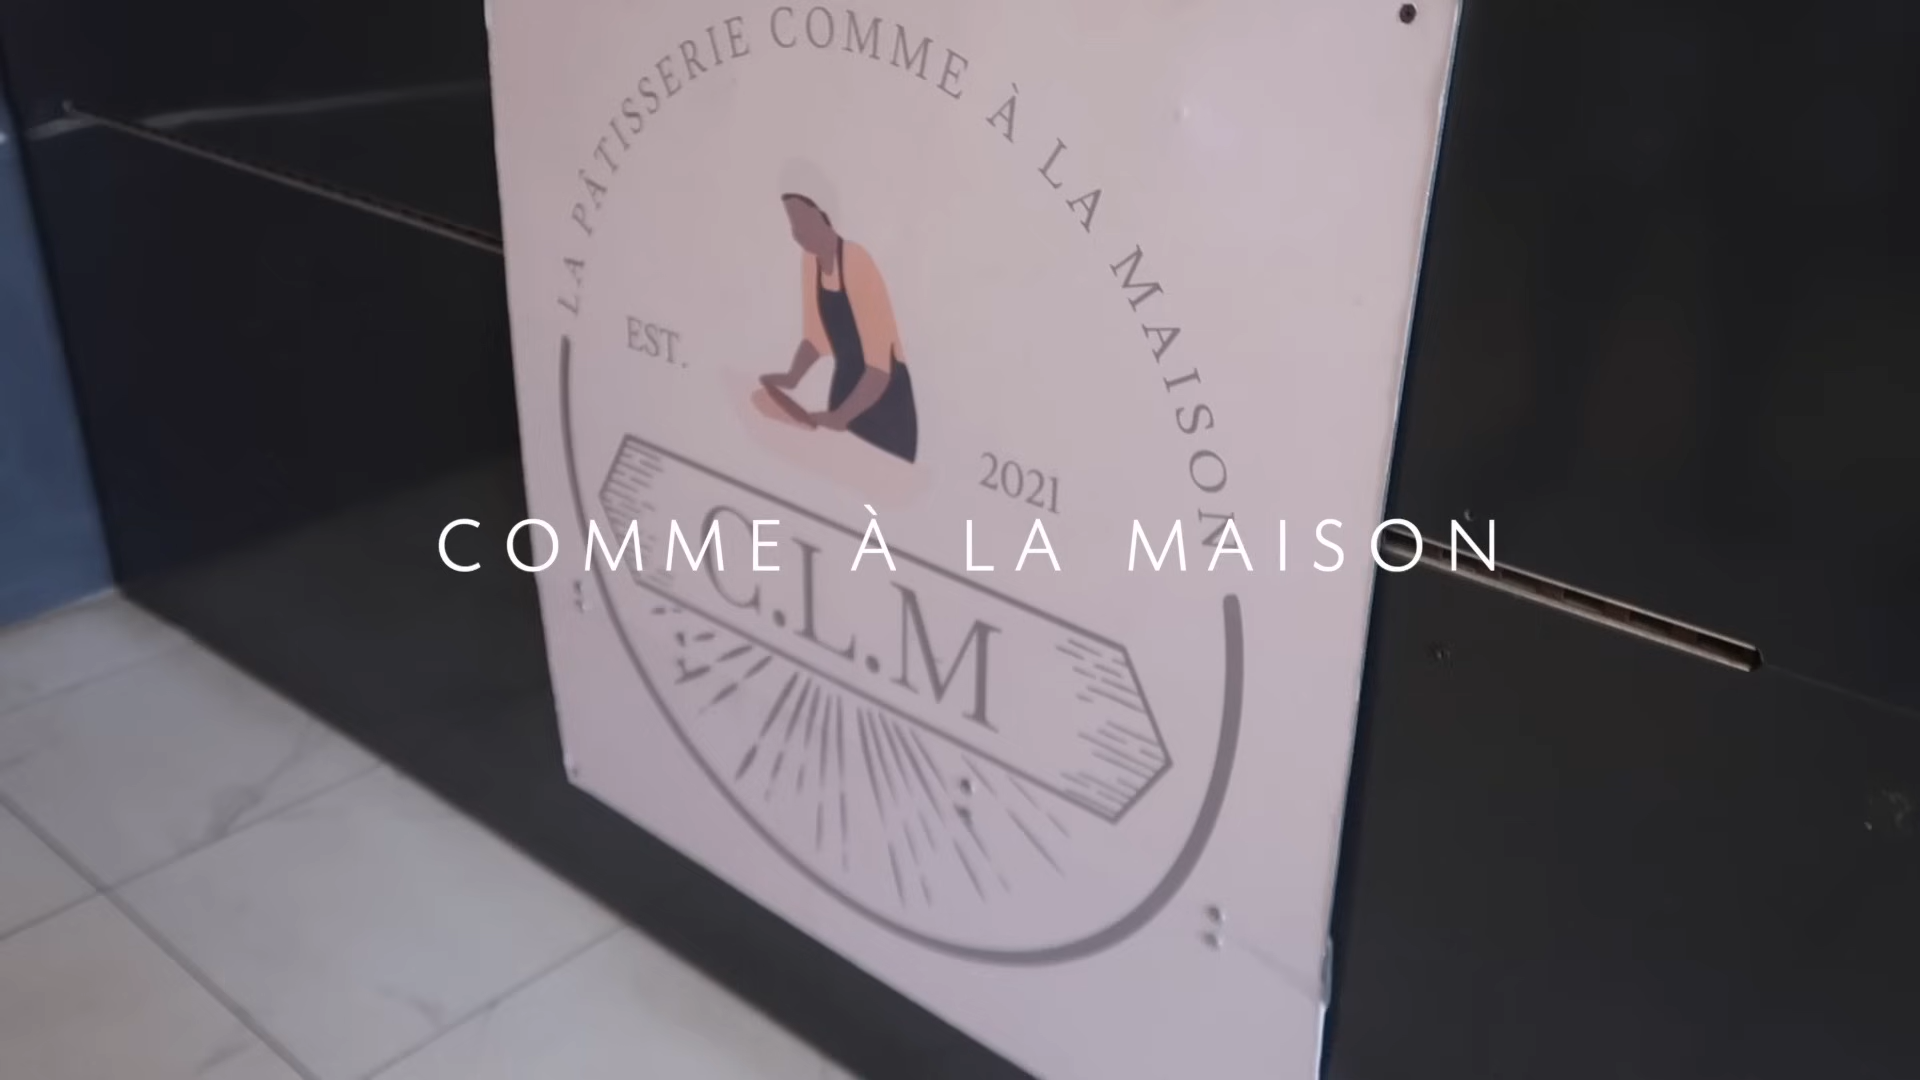 LA PÂTISSERIE COMME À LA MAISON
EST.
2021
COMME À LA MAISON
C.L.M